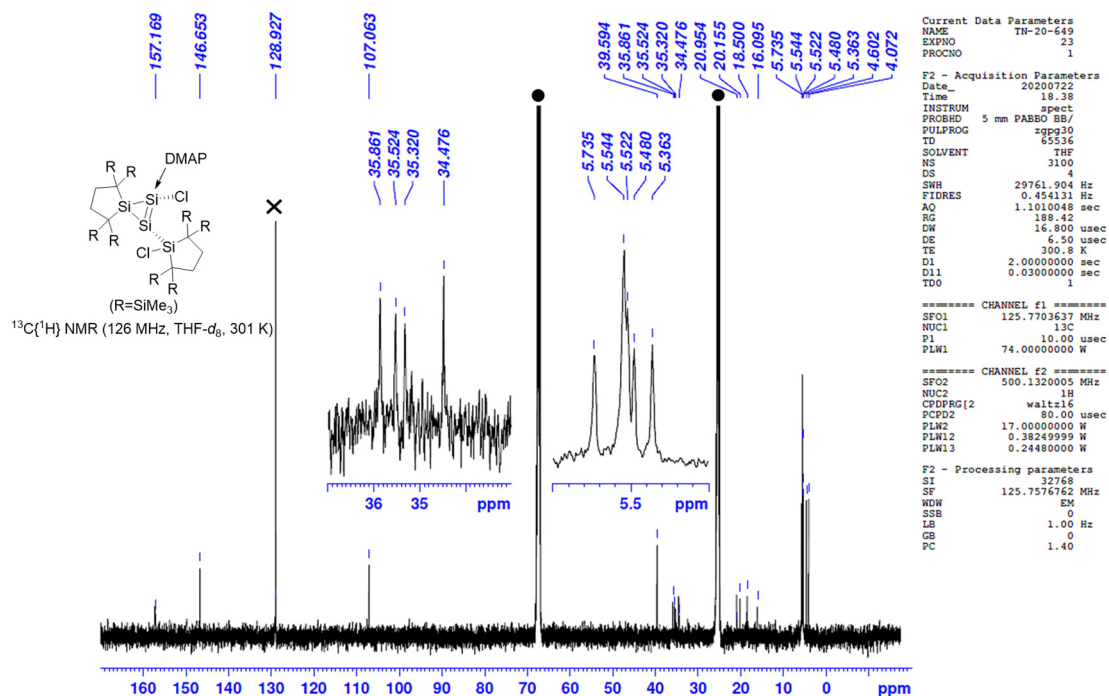 157.169
146.653
128.927
107.063
39.594
35.861
35.524
35.320
34.476
20.954
20.155
18.500
16.095
5.735
5.544
5.522
5.480
5.363
4.602
4.072
35.861
35.524
35.320
34.476
5.735
5.544
5.522
5.480
5.363
R R DMAP
Si Cl
Si
Si
R R
R R
Cl Si
R R
(R=SiMe3)
13C{1H} NMR (126 MHz, THF-d8, 301 K)
36 35 ppm
5.5 ppm
160 140 120 100 80 60 40 20 0 ppm
Current Data Parameters
NAME TN-20-649
EXPNO 23
PROCNO 1
F2 - Acquisition Parameters
Date_ 20200722
Time 18.38
INSTRUM spect
PROBHD 5 mm PABBO BB/
PULPROG zgpg30
TD 65536
SOLVENT THF
NS 3100
DS 4
SWH 29761.904 Hz
FIDRES 0.454131 Hz
AQ 1.1010048 sec
RG 188.42
DW 16.800 usec
DE 6.50 usec
TE 300.8 K
D1 2.00000000 sec
D11 0.03000000 sec
TD0 1
======== CHANNEL f1 ========
SFO1 125.7703637 MHz
NUC1 13C
P1 10.00 usec
PLW1 74.00000000 W
======== CHANNEL f2 ========
SFO2 500.1320005 MHz
NUC2 1H
CPDPRG[2 waltz16
PCPD2 80.00 usec
PLW2 17.00000000 W
PLW12 0.38249999 W
PLW13 0.24480000 W
F2 - Processing parameters
SI 32768
SF 125.7576762 MHz
WDW EM
SSB 0
LB 1.00 Hz
GB 0
PC 1.40